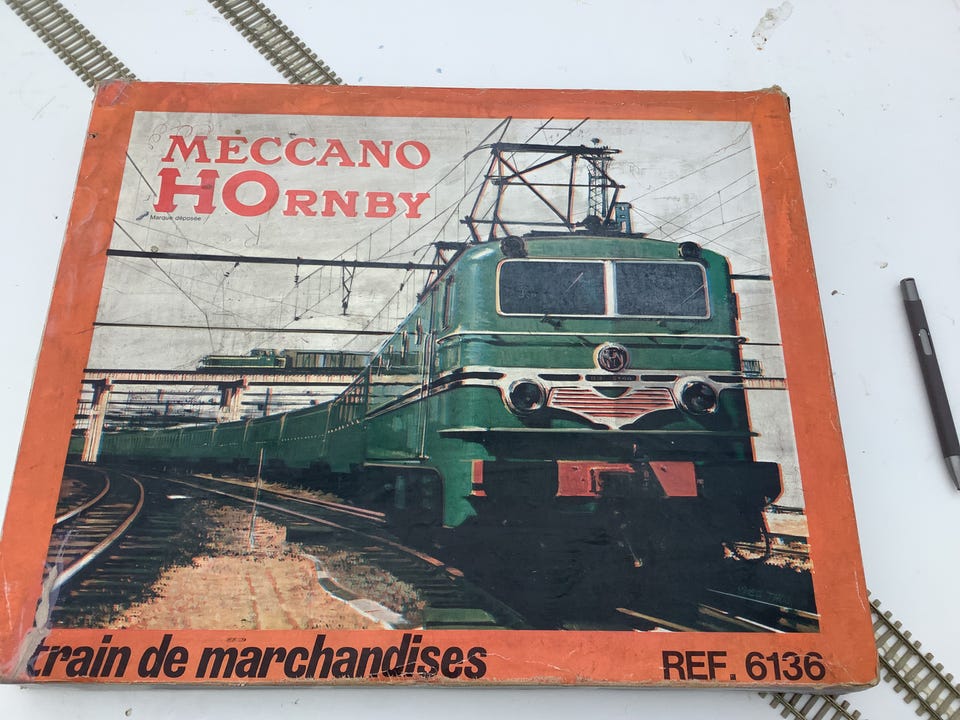 MECCANO
HORNBY
Marque déposée
train de marchandises
REF. 6136